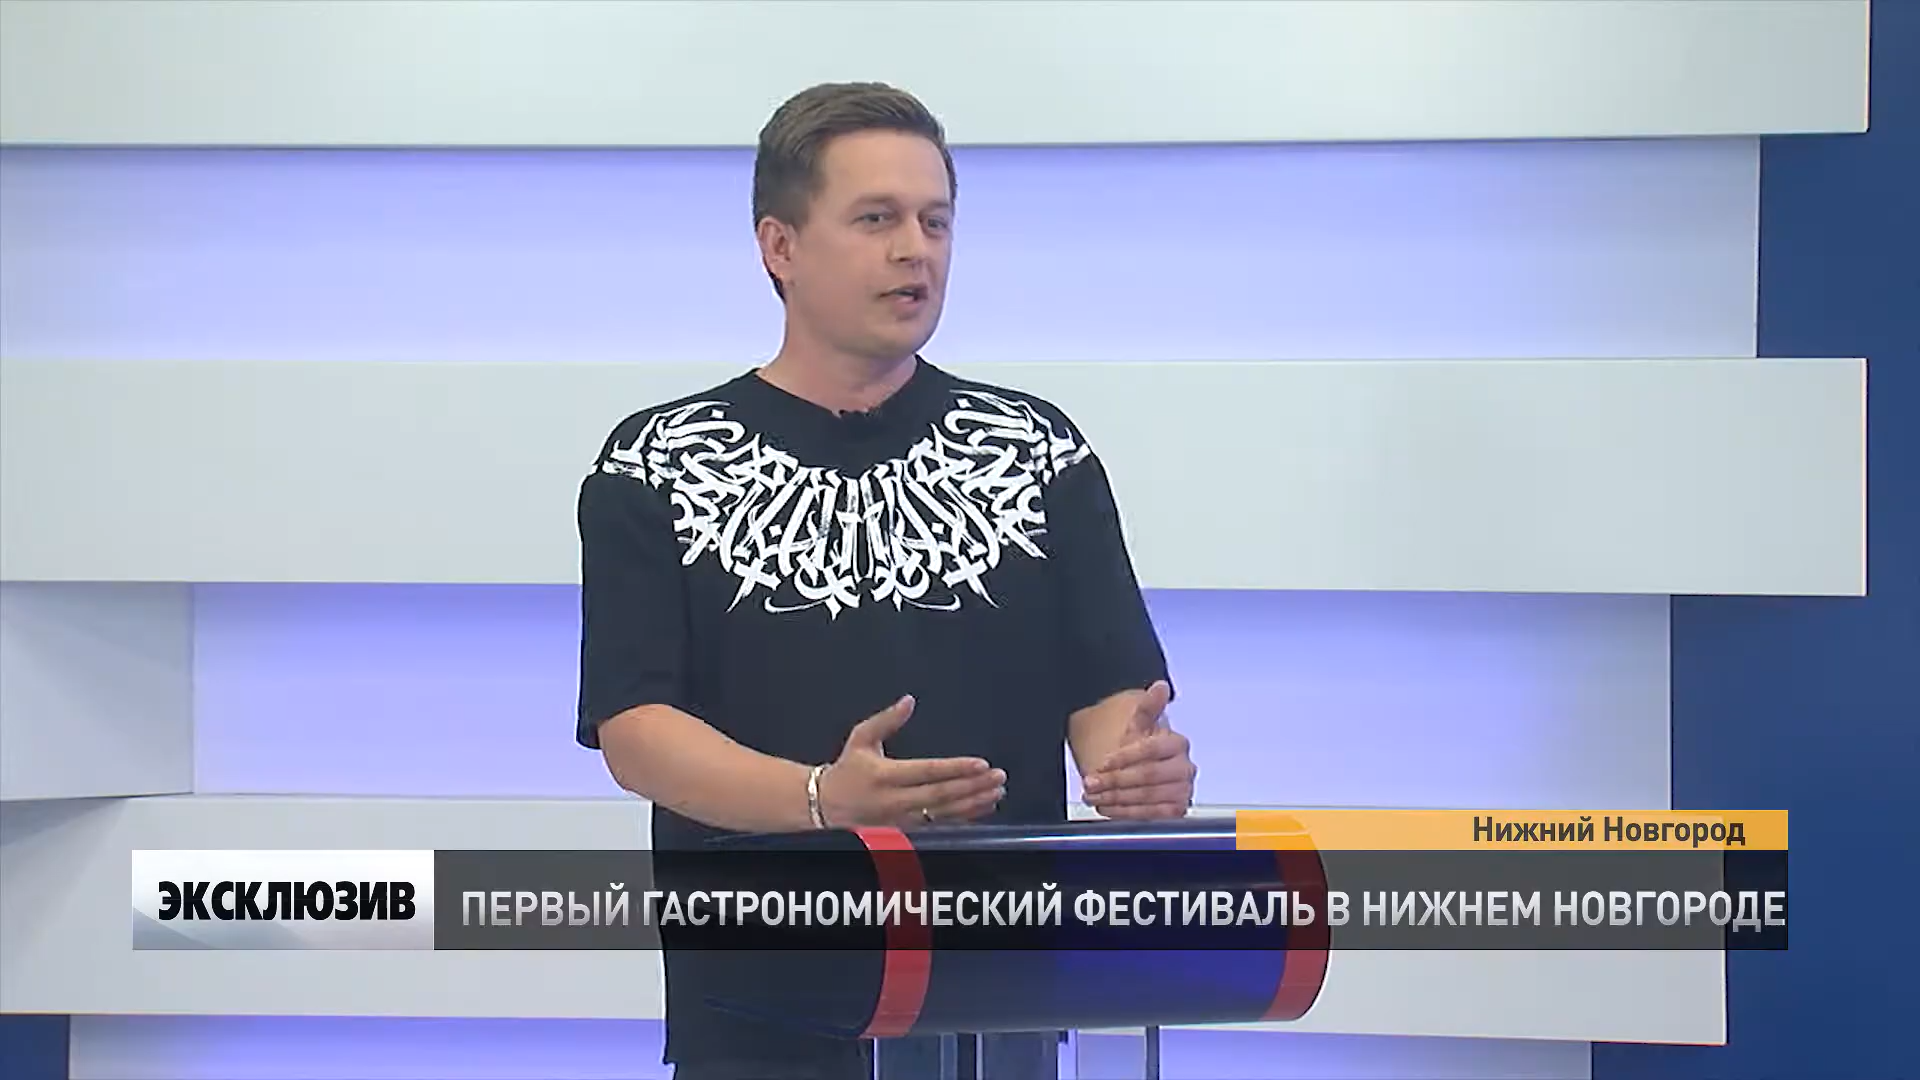 Нижний Новгород
ЭКСКЛЮЗИВ
ПЕРВЫЙ ГАСТРОНОМИЧЕСКИЙ ФЕСТИВАЛЬ В НИЖНЕМ НОВГОРОДЕ